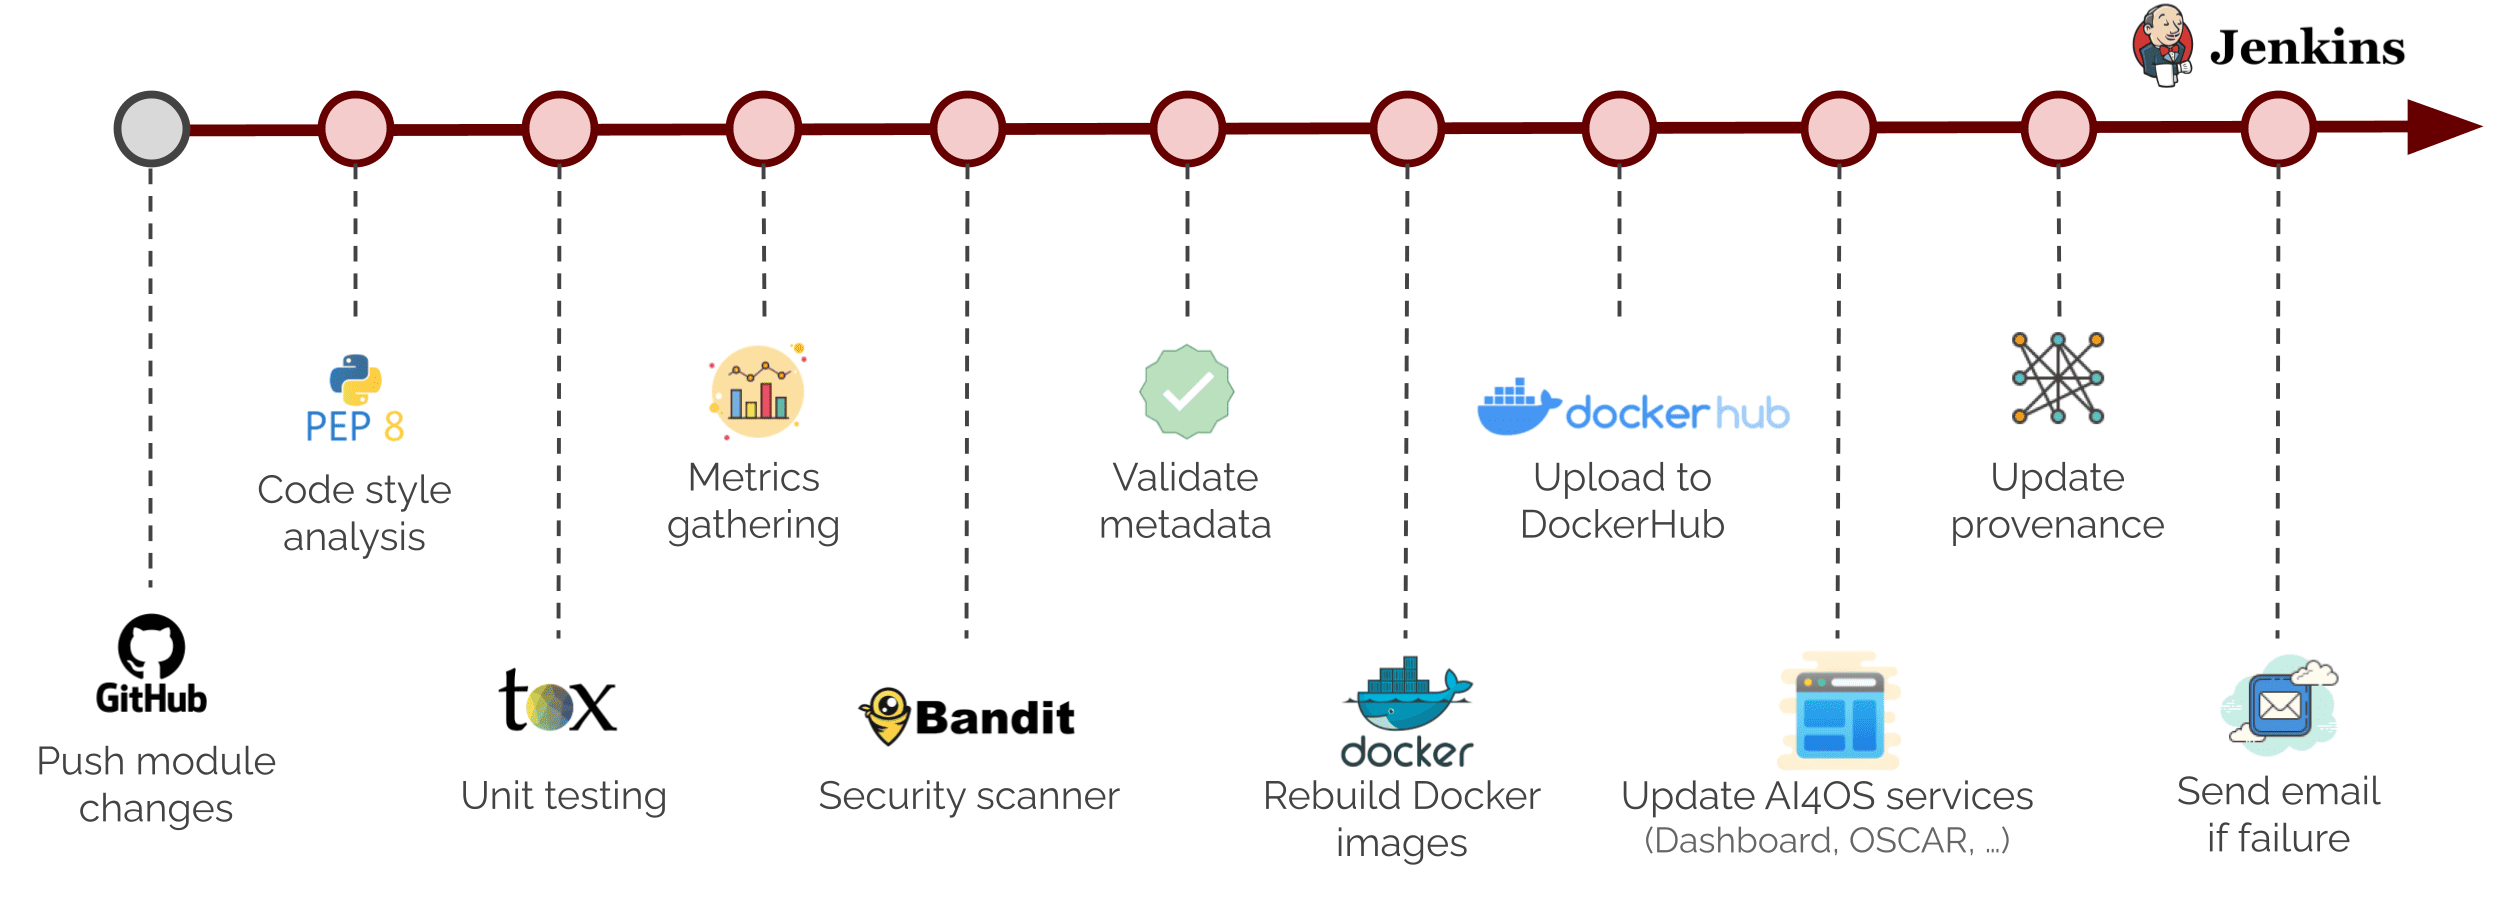 Jenkins
GitHub
Push module
changes
PEP 8
Code style
analysis
tox
Unit testing
Metrics
gathering
Bandit
Security scanner
Validate
metadata
docker
Rebuild Docker
images
dockerhub
Upload to
DockerHub
Update AI4OS services
(Dashboard, OSCAR, ...)
Update
provenance
Send email
if failure